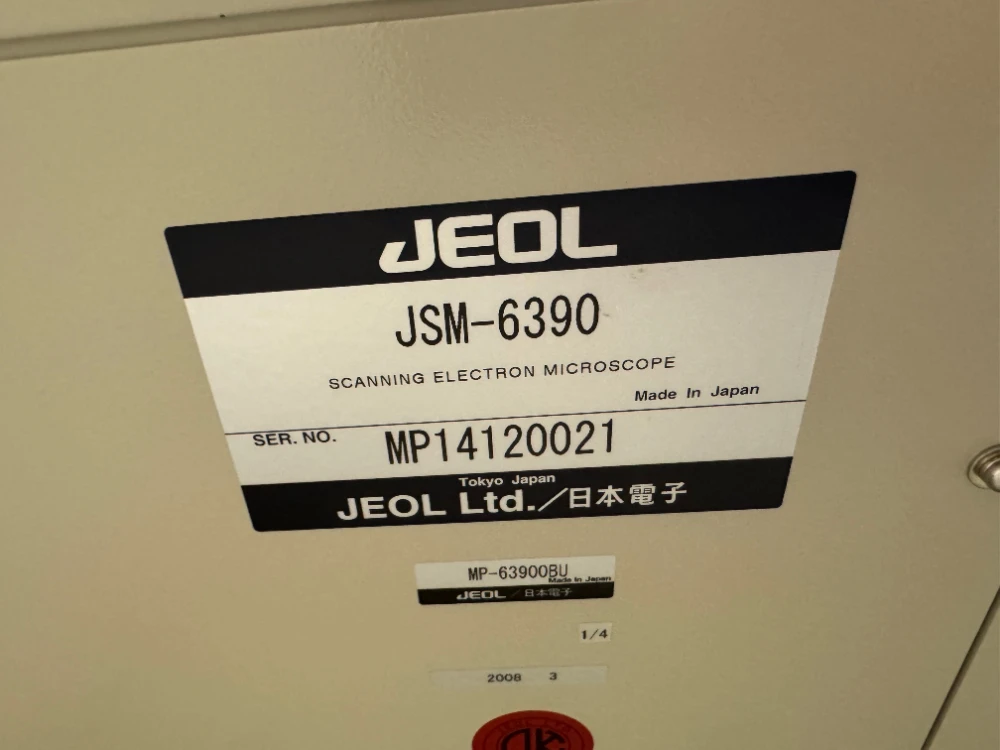 JEOL
JSM-6390
SCANNING ELECTRON MICROSCOPE
Made In Japan
SER. NO. MP14120021
Tokyo Japan
JEOL Ltd./日本電子
MP-63900BU
Made In Japan
JEOL/日本電子
1/4
2008 3